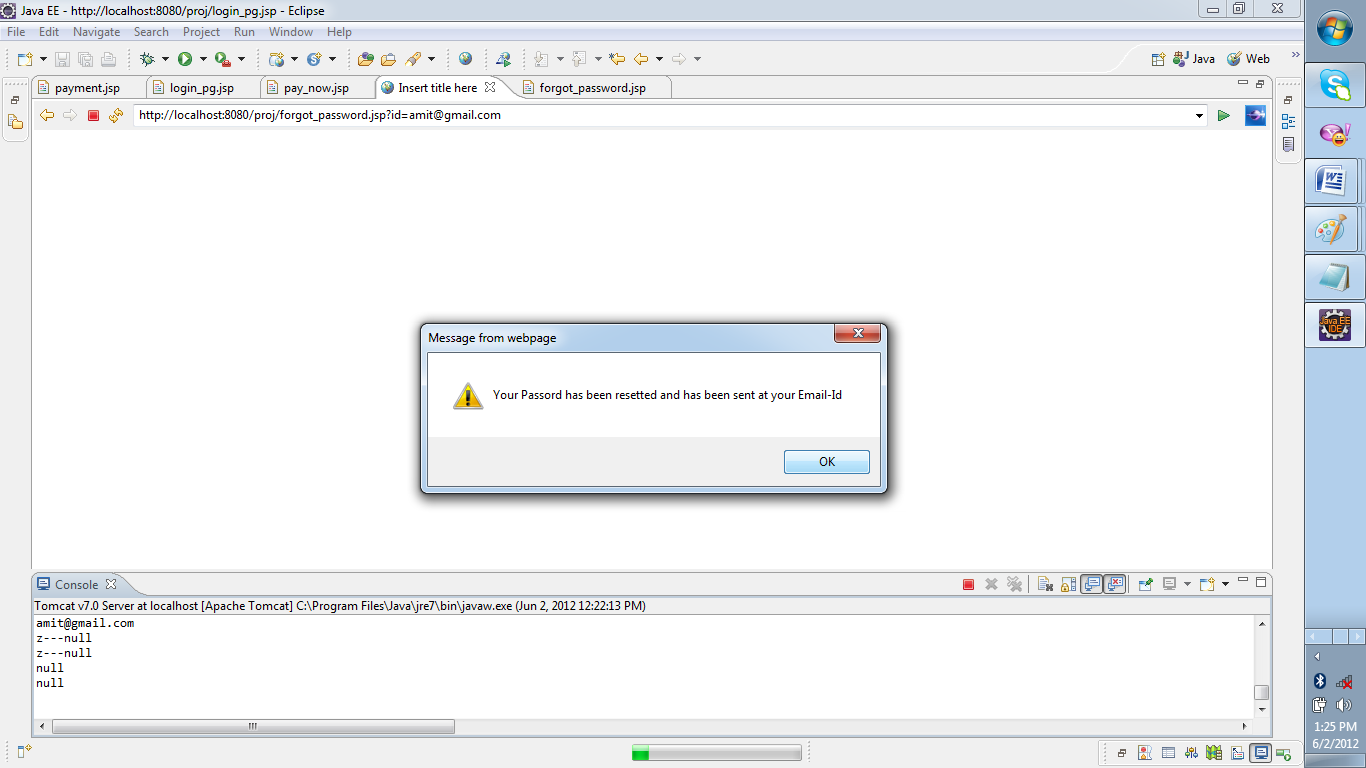 Java EE - http://localhost:8080/proj/login_pg.jsp - Eclipse
File Edit Navigate Search Project Run Window Help
Java Web
payment.jsp login_pg.jsp pay_now.jsp Insert title here forgot_password.jsp
http://localhost:8080/proj/forgot_password.jsp?id=amit@gmail.com
Message from webpage
Your Passord has been resetted and has been sent at your Email-Id
OK
Console
Tomcat v7.0 Server at localhost [Apache Tomcat] C:\Program Files\Java\jre7\bin\javaw.exe (Jun 2, 2012 12:22:13 PM)
amit@gmail.com
z---null
z---null
null
null
Java EE
IDE
1:25 PM
6/2/2012